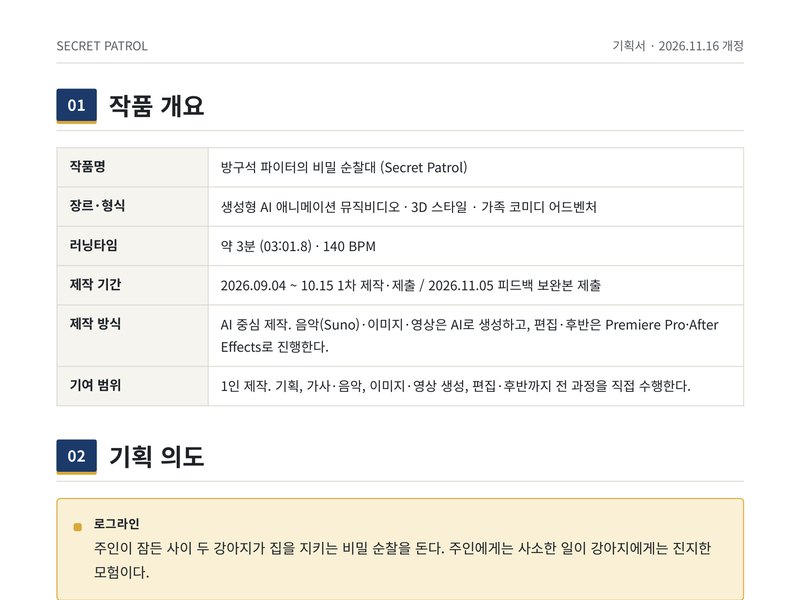 SECRET PATROL
기획서 · 2026.11.16 개정
01 작품 개요
작품명
방구석 파이터의 비밀 순찰대 (Secret Patrol)
장르·형식
생성형 AI 애니메이션 뮤직비디오 · 3D 스타일 · 가족 코미디 어드벤처
러닝타임
약 3분 (03:01.8) · 140 BPM
제작 기간
2026.09.04 ~ 10.15 1차 제작·제출 / 2026.11.05 피드백 보완본 제출
제작 방식
AI 중심 제작. 음악(Suno)·이미지·영상은 AI로 생성하고, 편집·후반은 Premiere Pro·After
Effects로 진행한다.
기여 범위
1인 제작. 기획, 가사·음악, 이미지·영상 생성, 편집·후반까지 전 과정을 직접 수행한다.
02 기획 의도
로그라인
주인이 잠든 사이 두 강아지가 집을 지키는 비밀 순찰을 돈다. 주인에게는 사소한 일이 강아지에게는 진지한
모험이다.